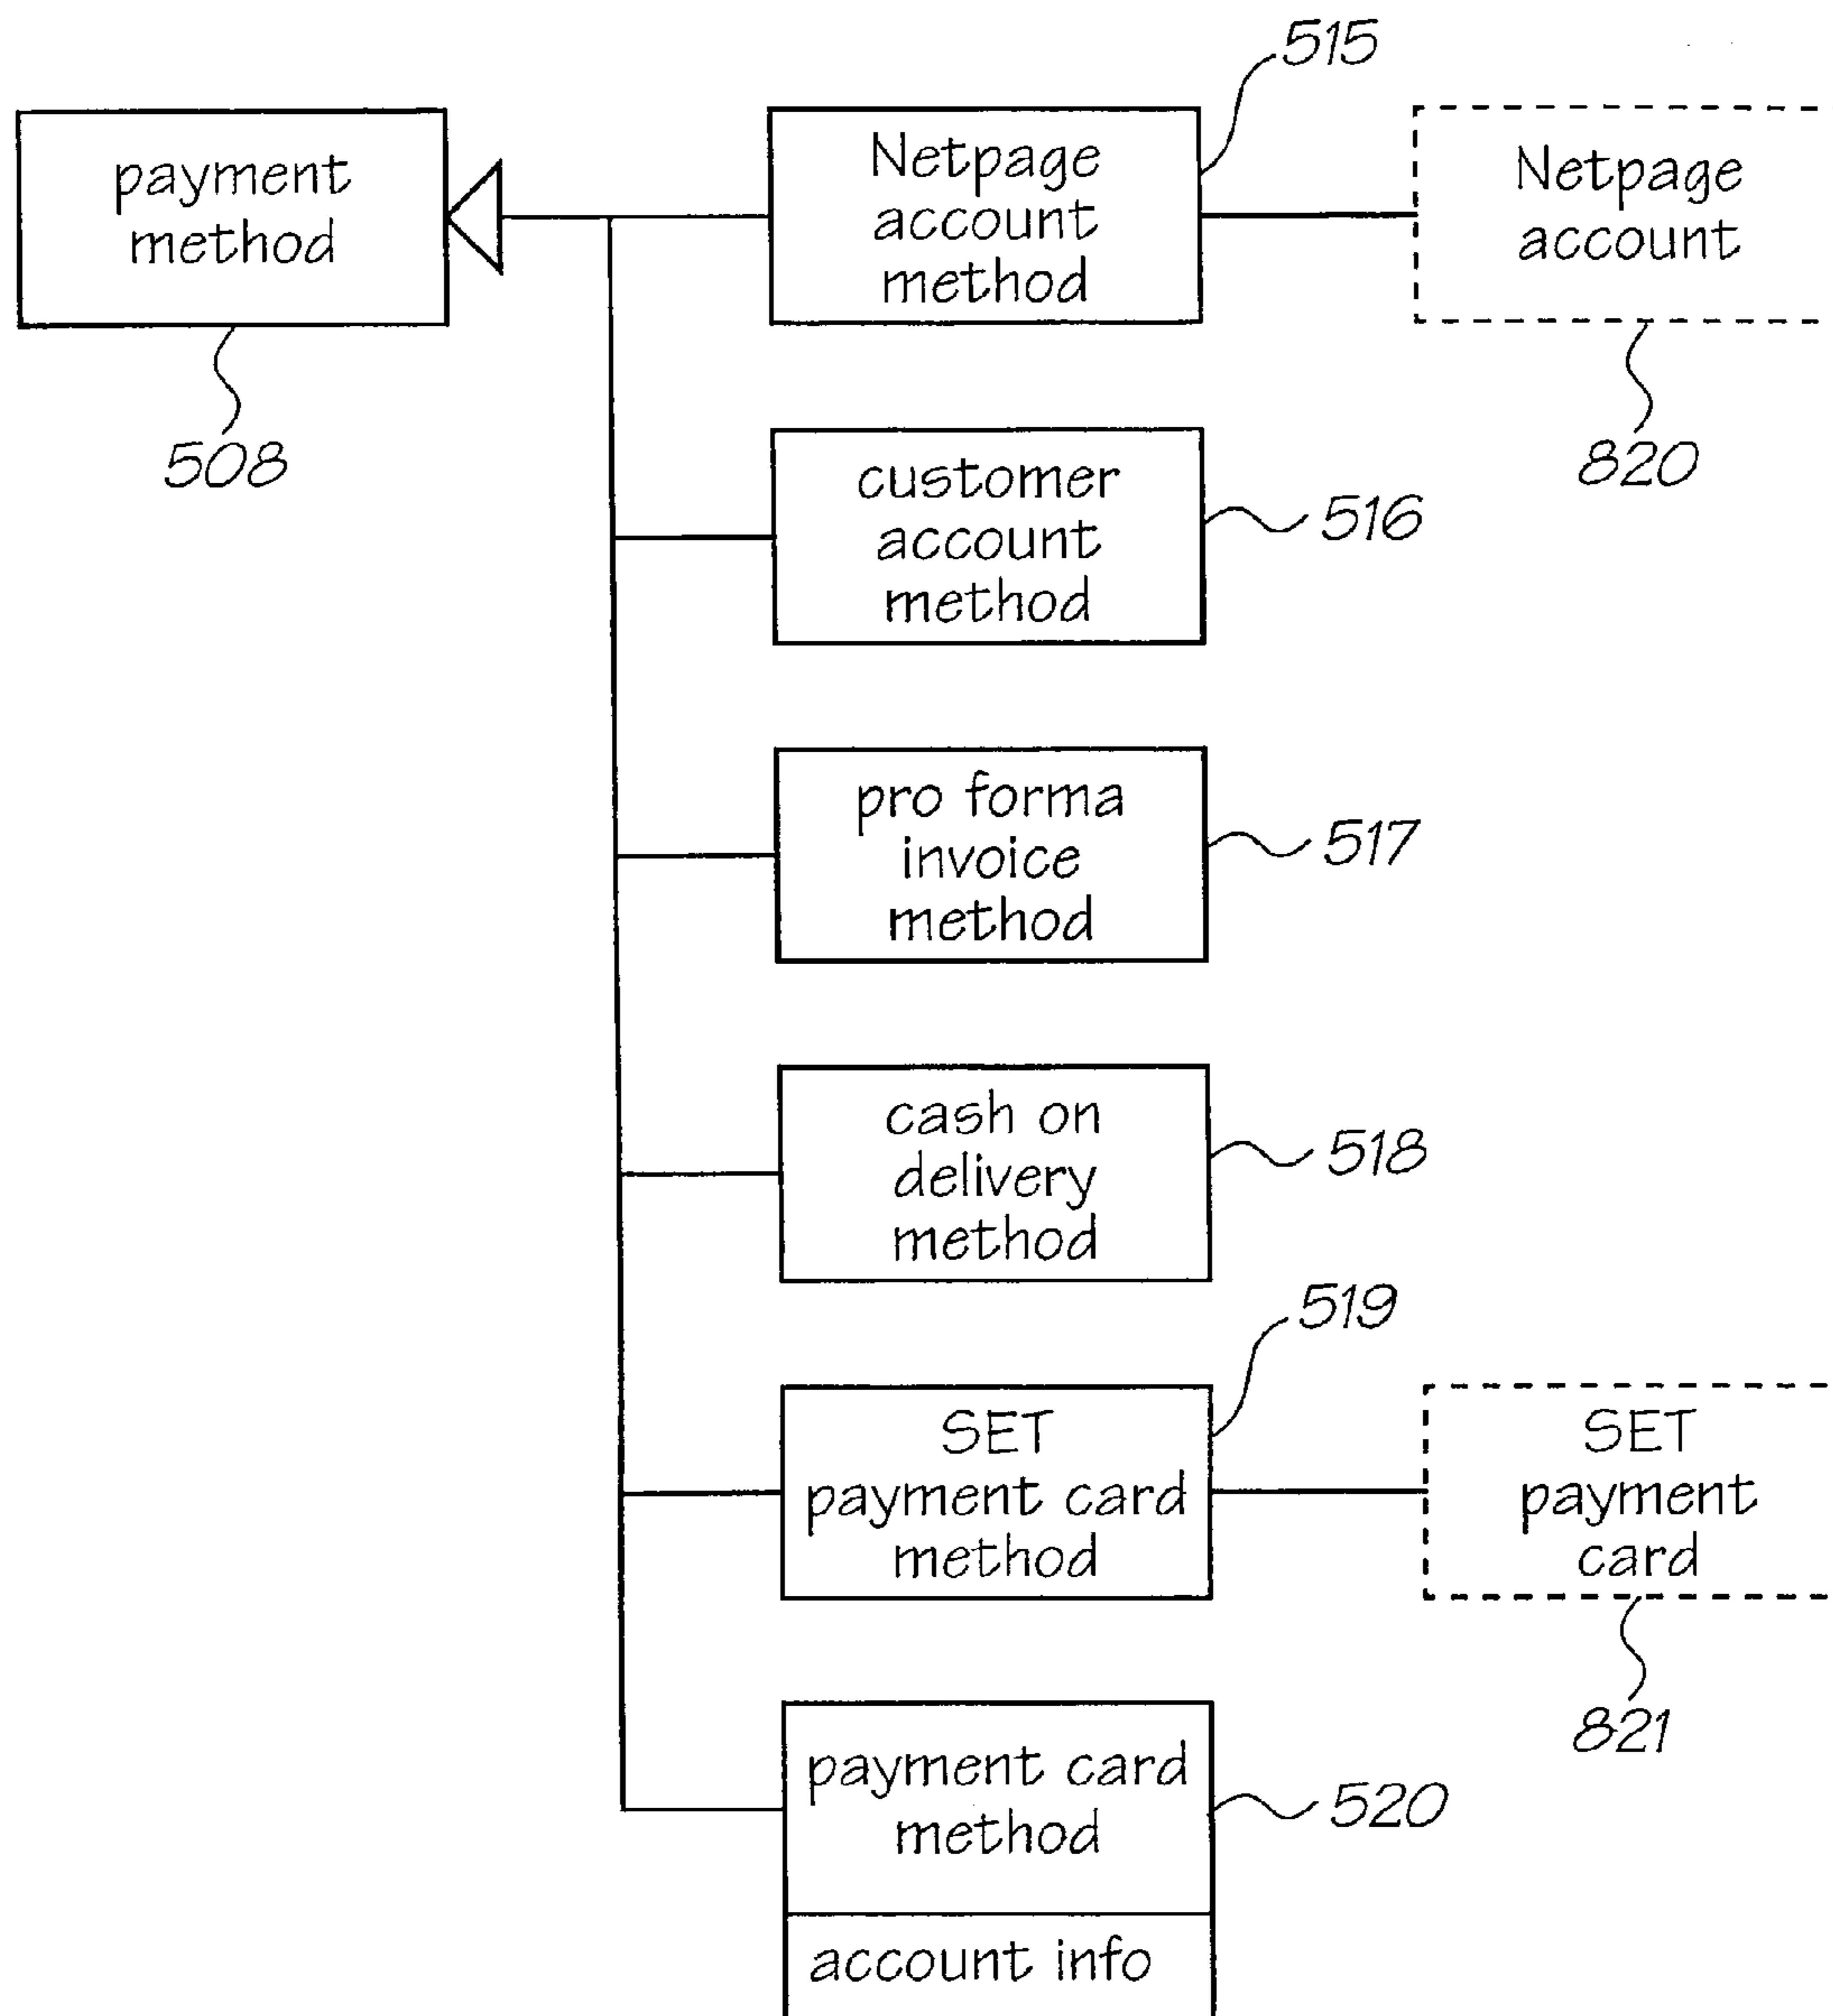 515
payment
method
Netpage
account
method
Netpage
account
508
820
customer
account
method
516
pro forma
invoice
method
517
cash on
delivery
method
518
519
SET
payment card
method
SET
payment
card
821
payment card
method
520
account info